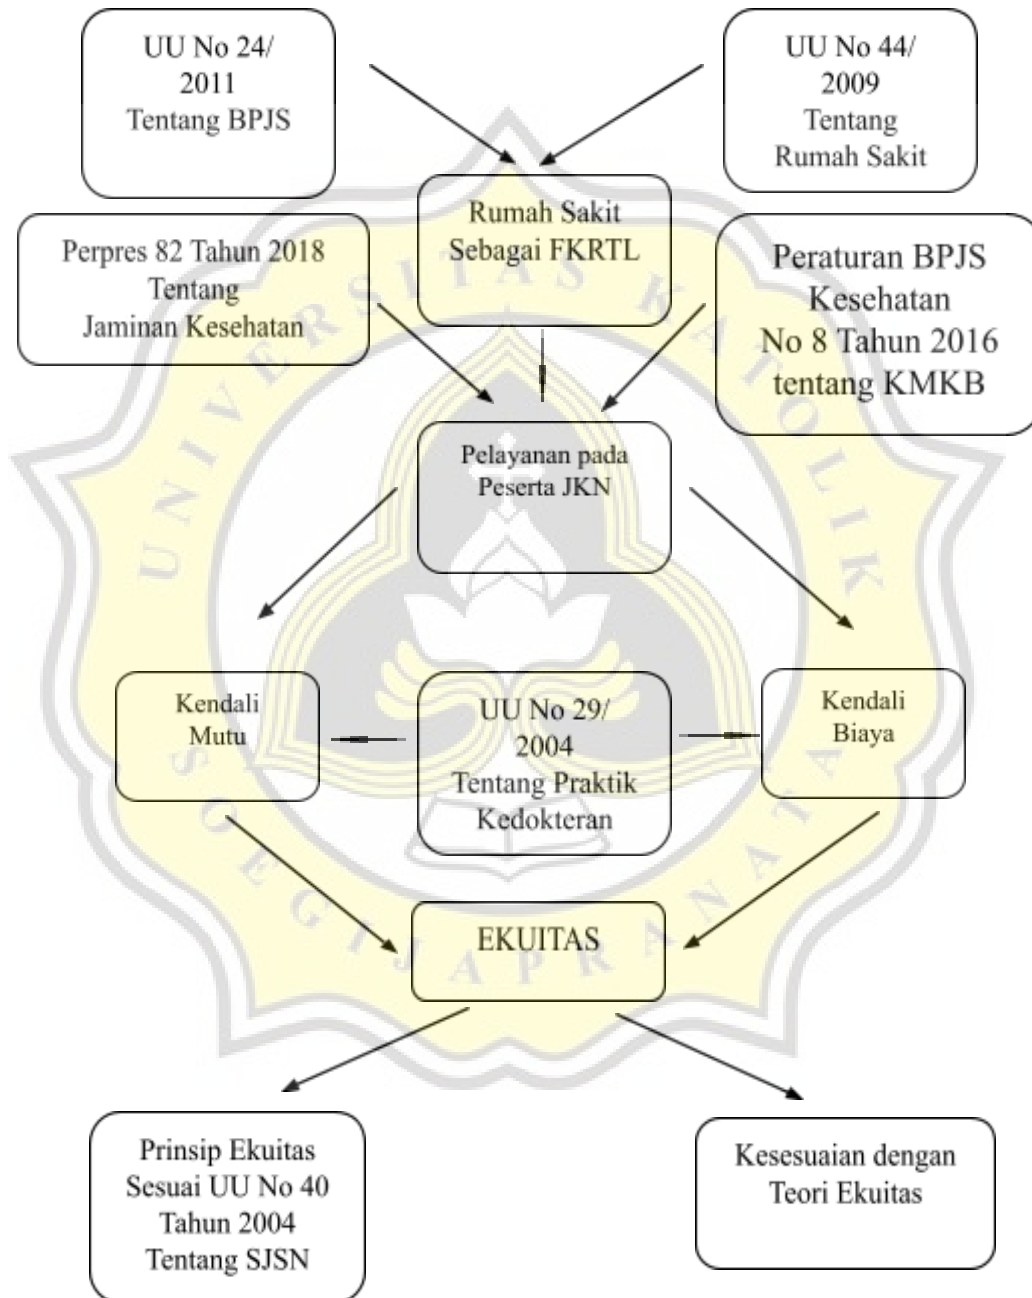 UU No 24/
2011
Tentang BPJS
UU No 44/
2009
Tentang
Rumah Sakit
Rumah Sakit
Sebagai FKRTL
Perpres 82 Tahun 2018
Tentang
Jaminan Kesehatan
Peraturan BPJS
Kesehatan
No 8 Tahun 2016
tentang KMKB
Pelayanan pada
Peserta JKN
Kendali
Mutu
UU No 29/
2004
Tentang Praktik
Kedokteran
Kendali
Biaya
EKUITAS
Prinsip Ekuitas
Sesuai UU No 40
Tahun 2004
Tentang SJSN
Kesesuaian dengan
Teori Ekuitas
UNIVERSITAS KATOLIK
SOEGIJAPRANATA